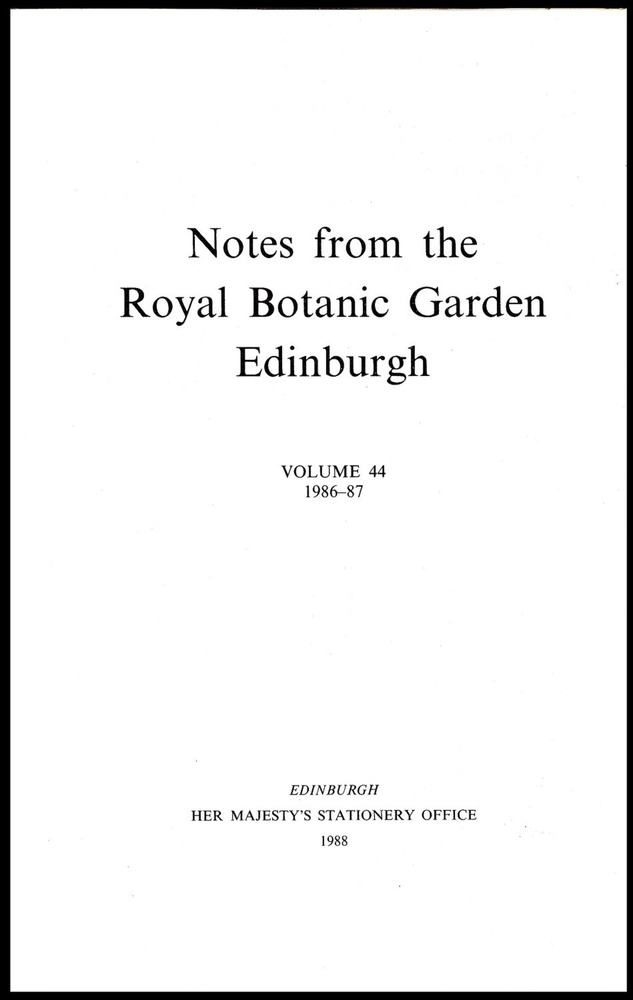 Notes from the
Royal Botanic Garden
Edinburgh
VOLUME 44
1986–87
EDINBURGH
HER MAJESTY'S STATIONERY OFFICE
1988